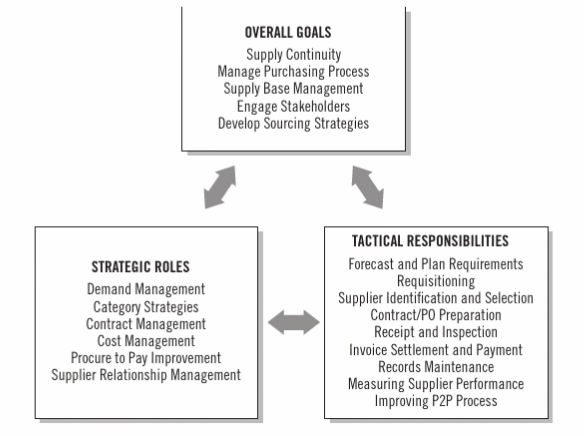 OVERALL GOALS
Supply Continuity
Manage Purchasing Process
Supply Base Management
Engage Stakeholders
Develop Sourcing Strategies
STRATEGIC ROLES
Demand Management
Category Strategies
Contract Management
Cost Management
Procure to Pay Improvement
Supplier Relationship Management
TACTICAL RESPONSIBILITIES
Forecast and Plan Requirements
Requisitioning
Supplier Identification and Selection
Contract/PO Preparation
Receipt and Inspection
Invoice Settlement and Payment
Records Maintenance
Measuring Supplier Performance
Improving P2P Process